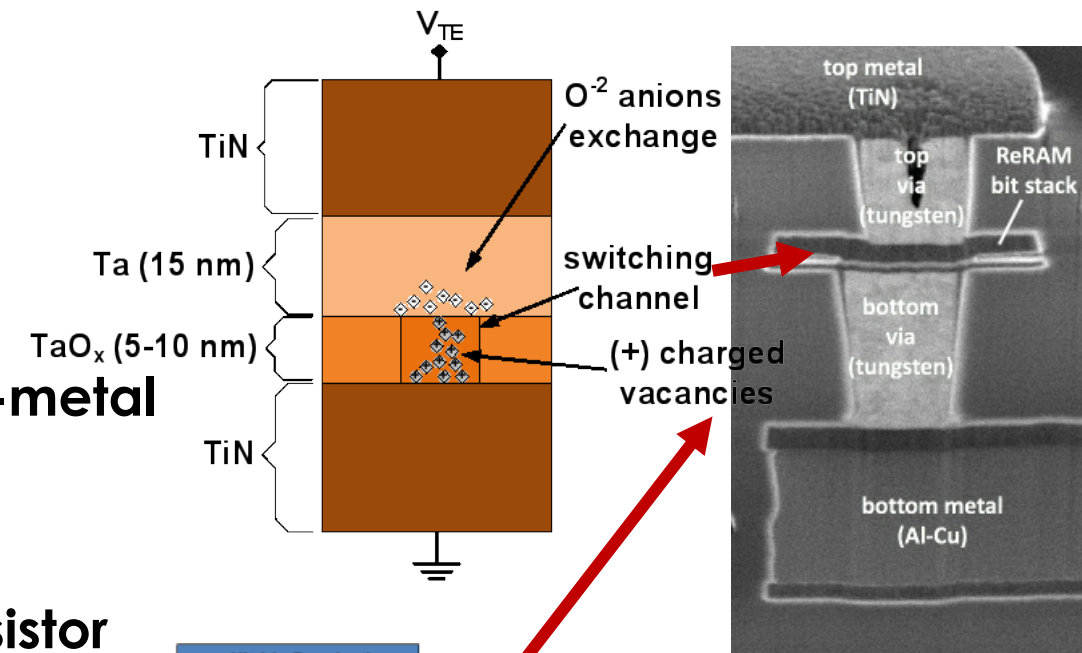 V_TE
TiN
Ta (15 nm)
TaO_x (5-10 nm)
-metal
TiN
sistor
O^-2 anions
exchange
switching
channel
(+) charged
vacancies
top metal
(TiN)
top
via
(tungsten)
ReRAM
bit stack
bottom
via
(tungsten)
bottom metal
(Al-Cu)